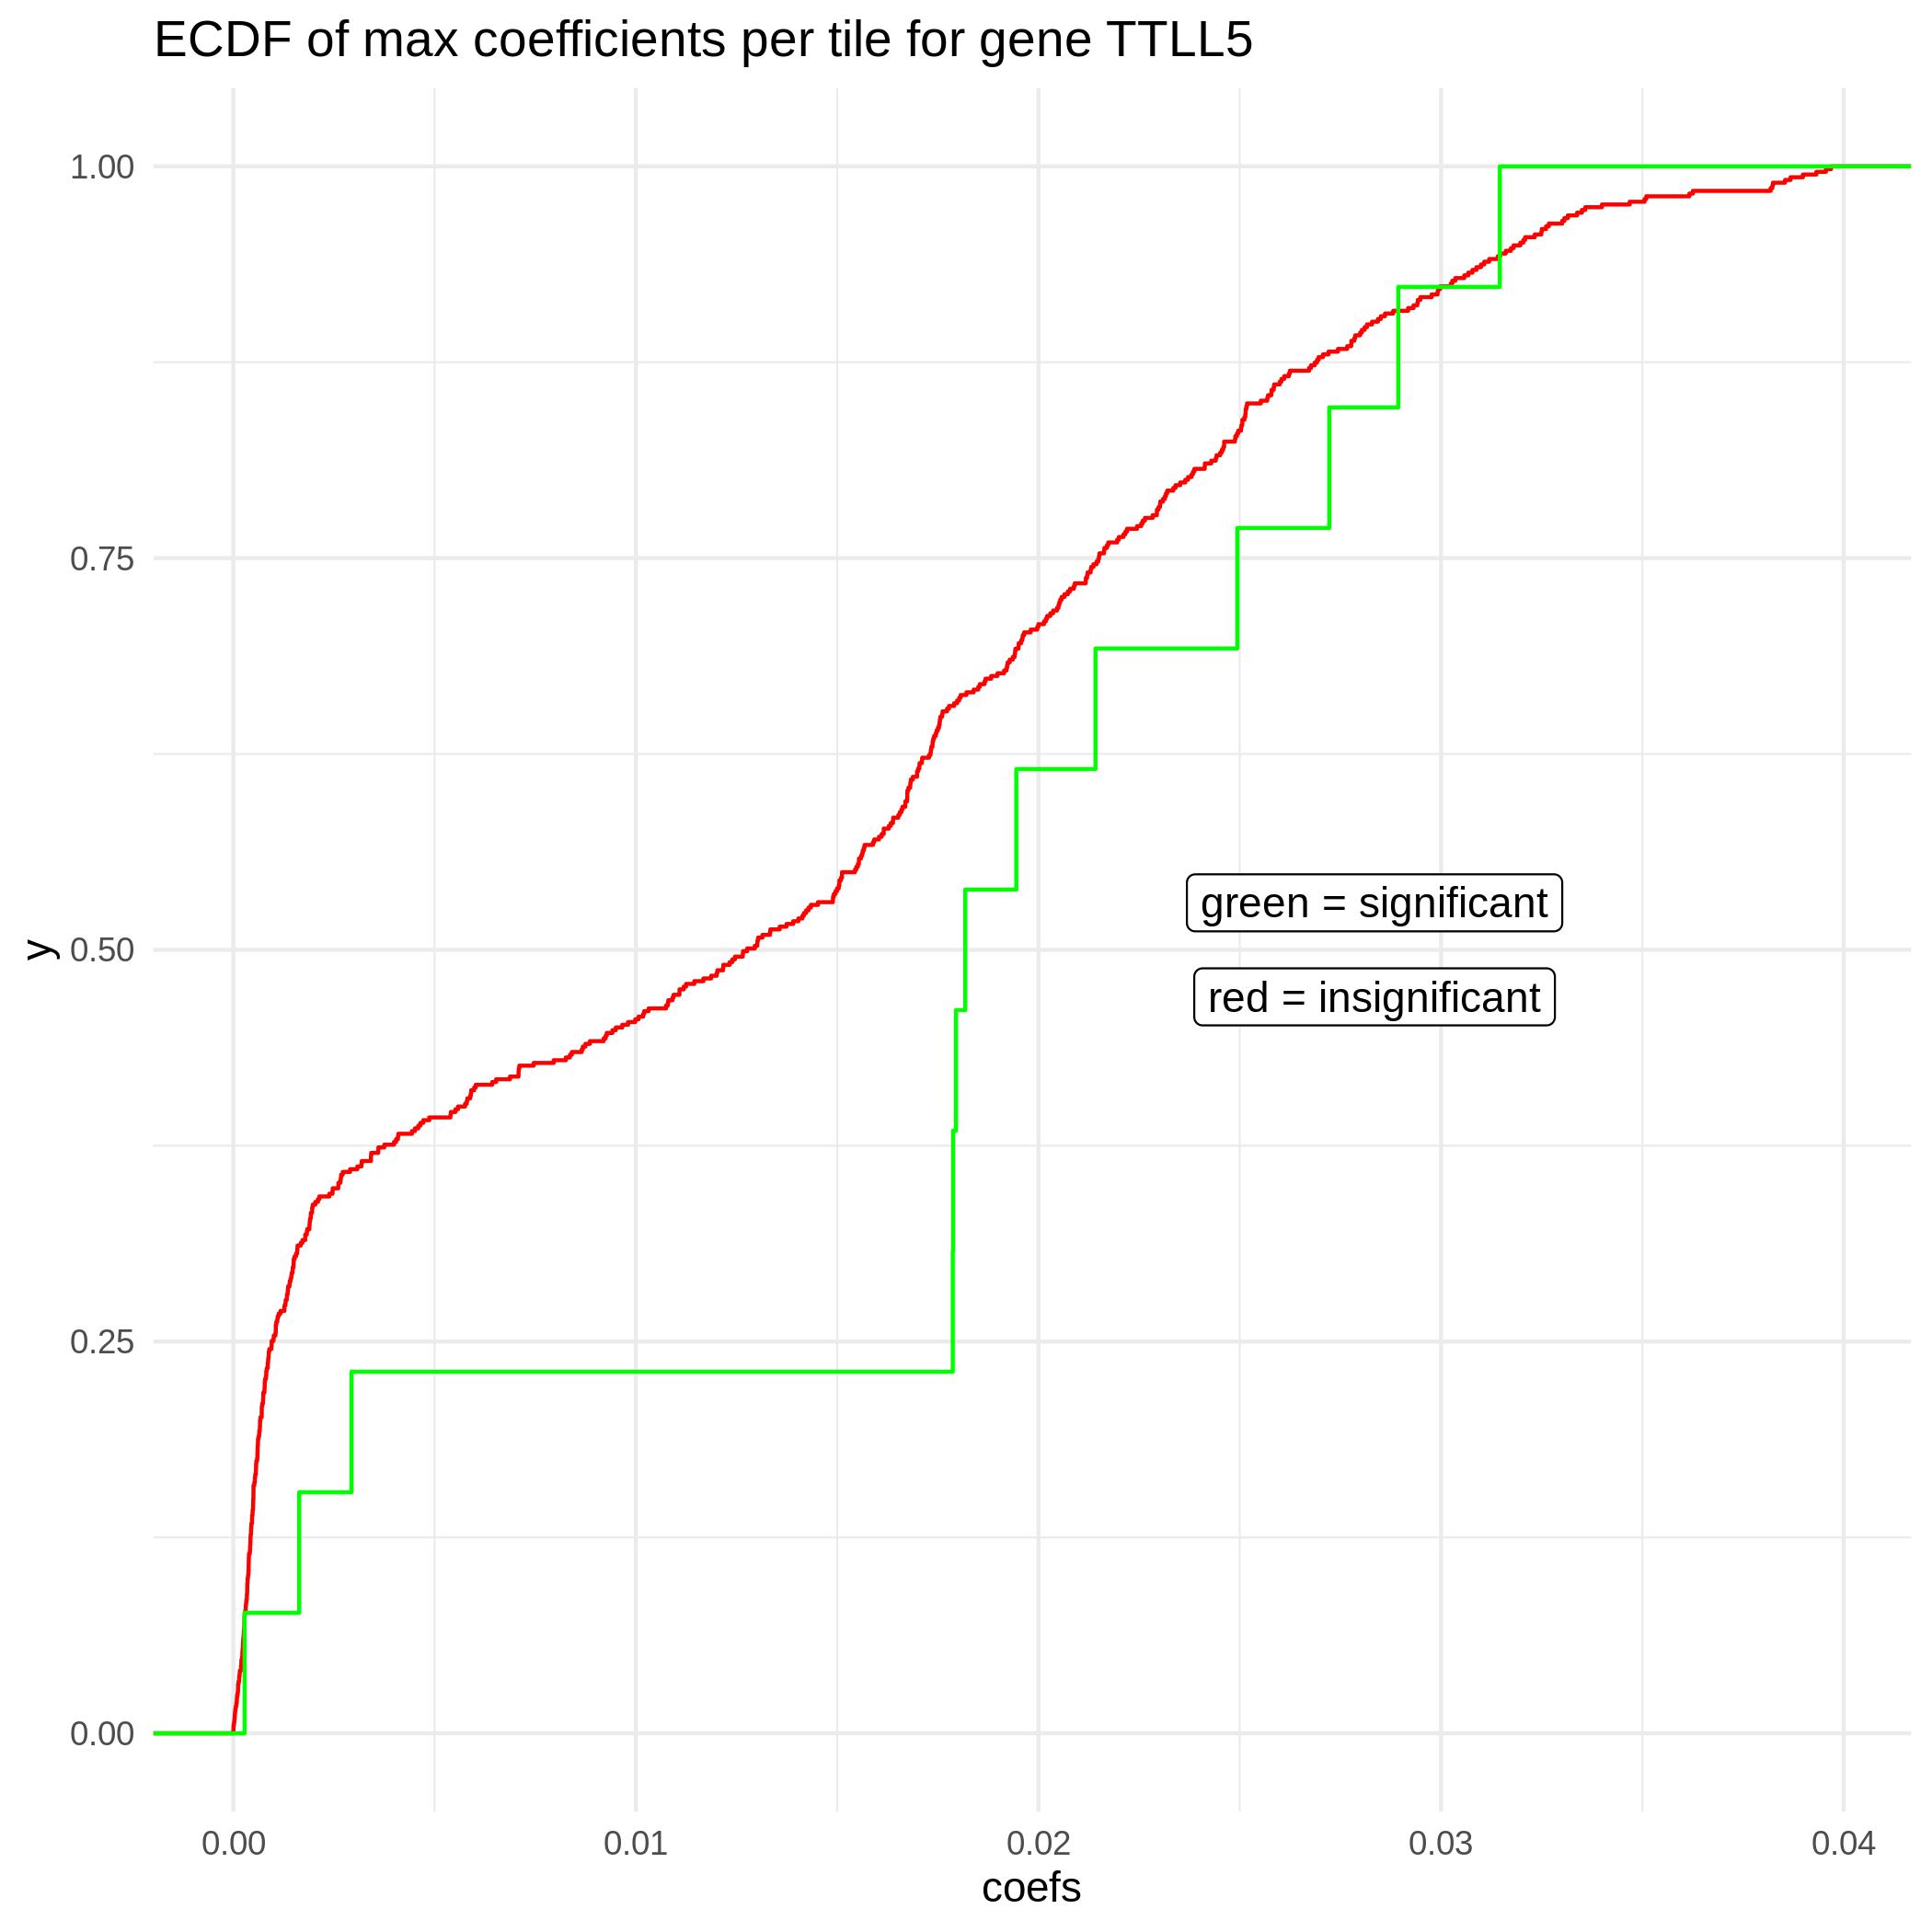 ECDF of max coefficients per tile for gene TTLL5
1.00
0.75
0.50
0.25
0.00
y
green = significant
red = insignificant
0.00 0.01 0.02 0.03 0.04
coefs